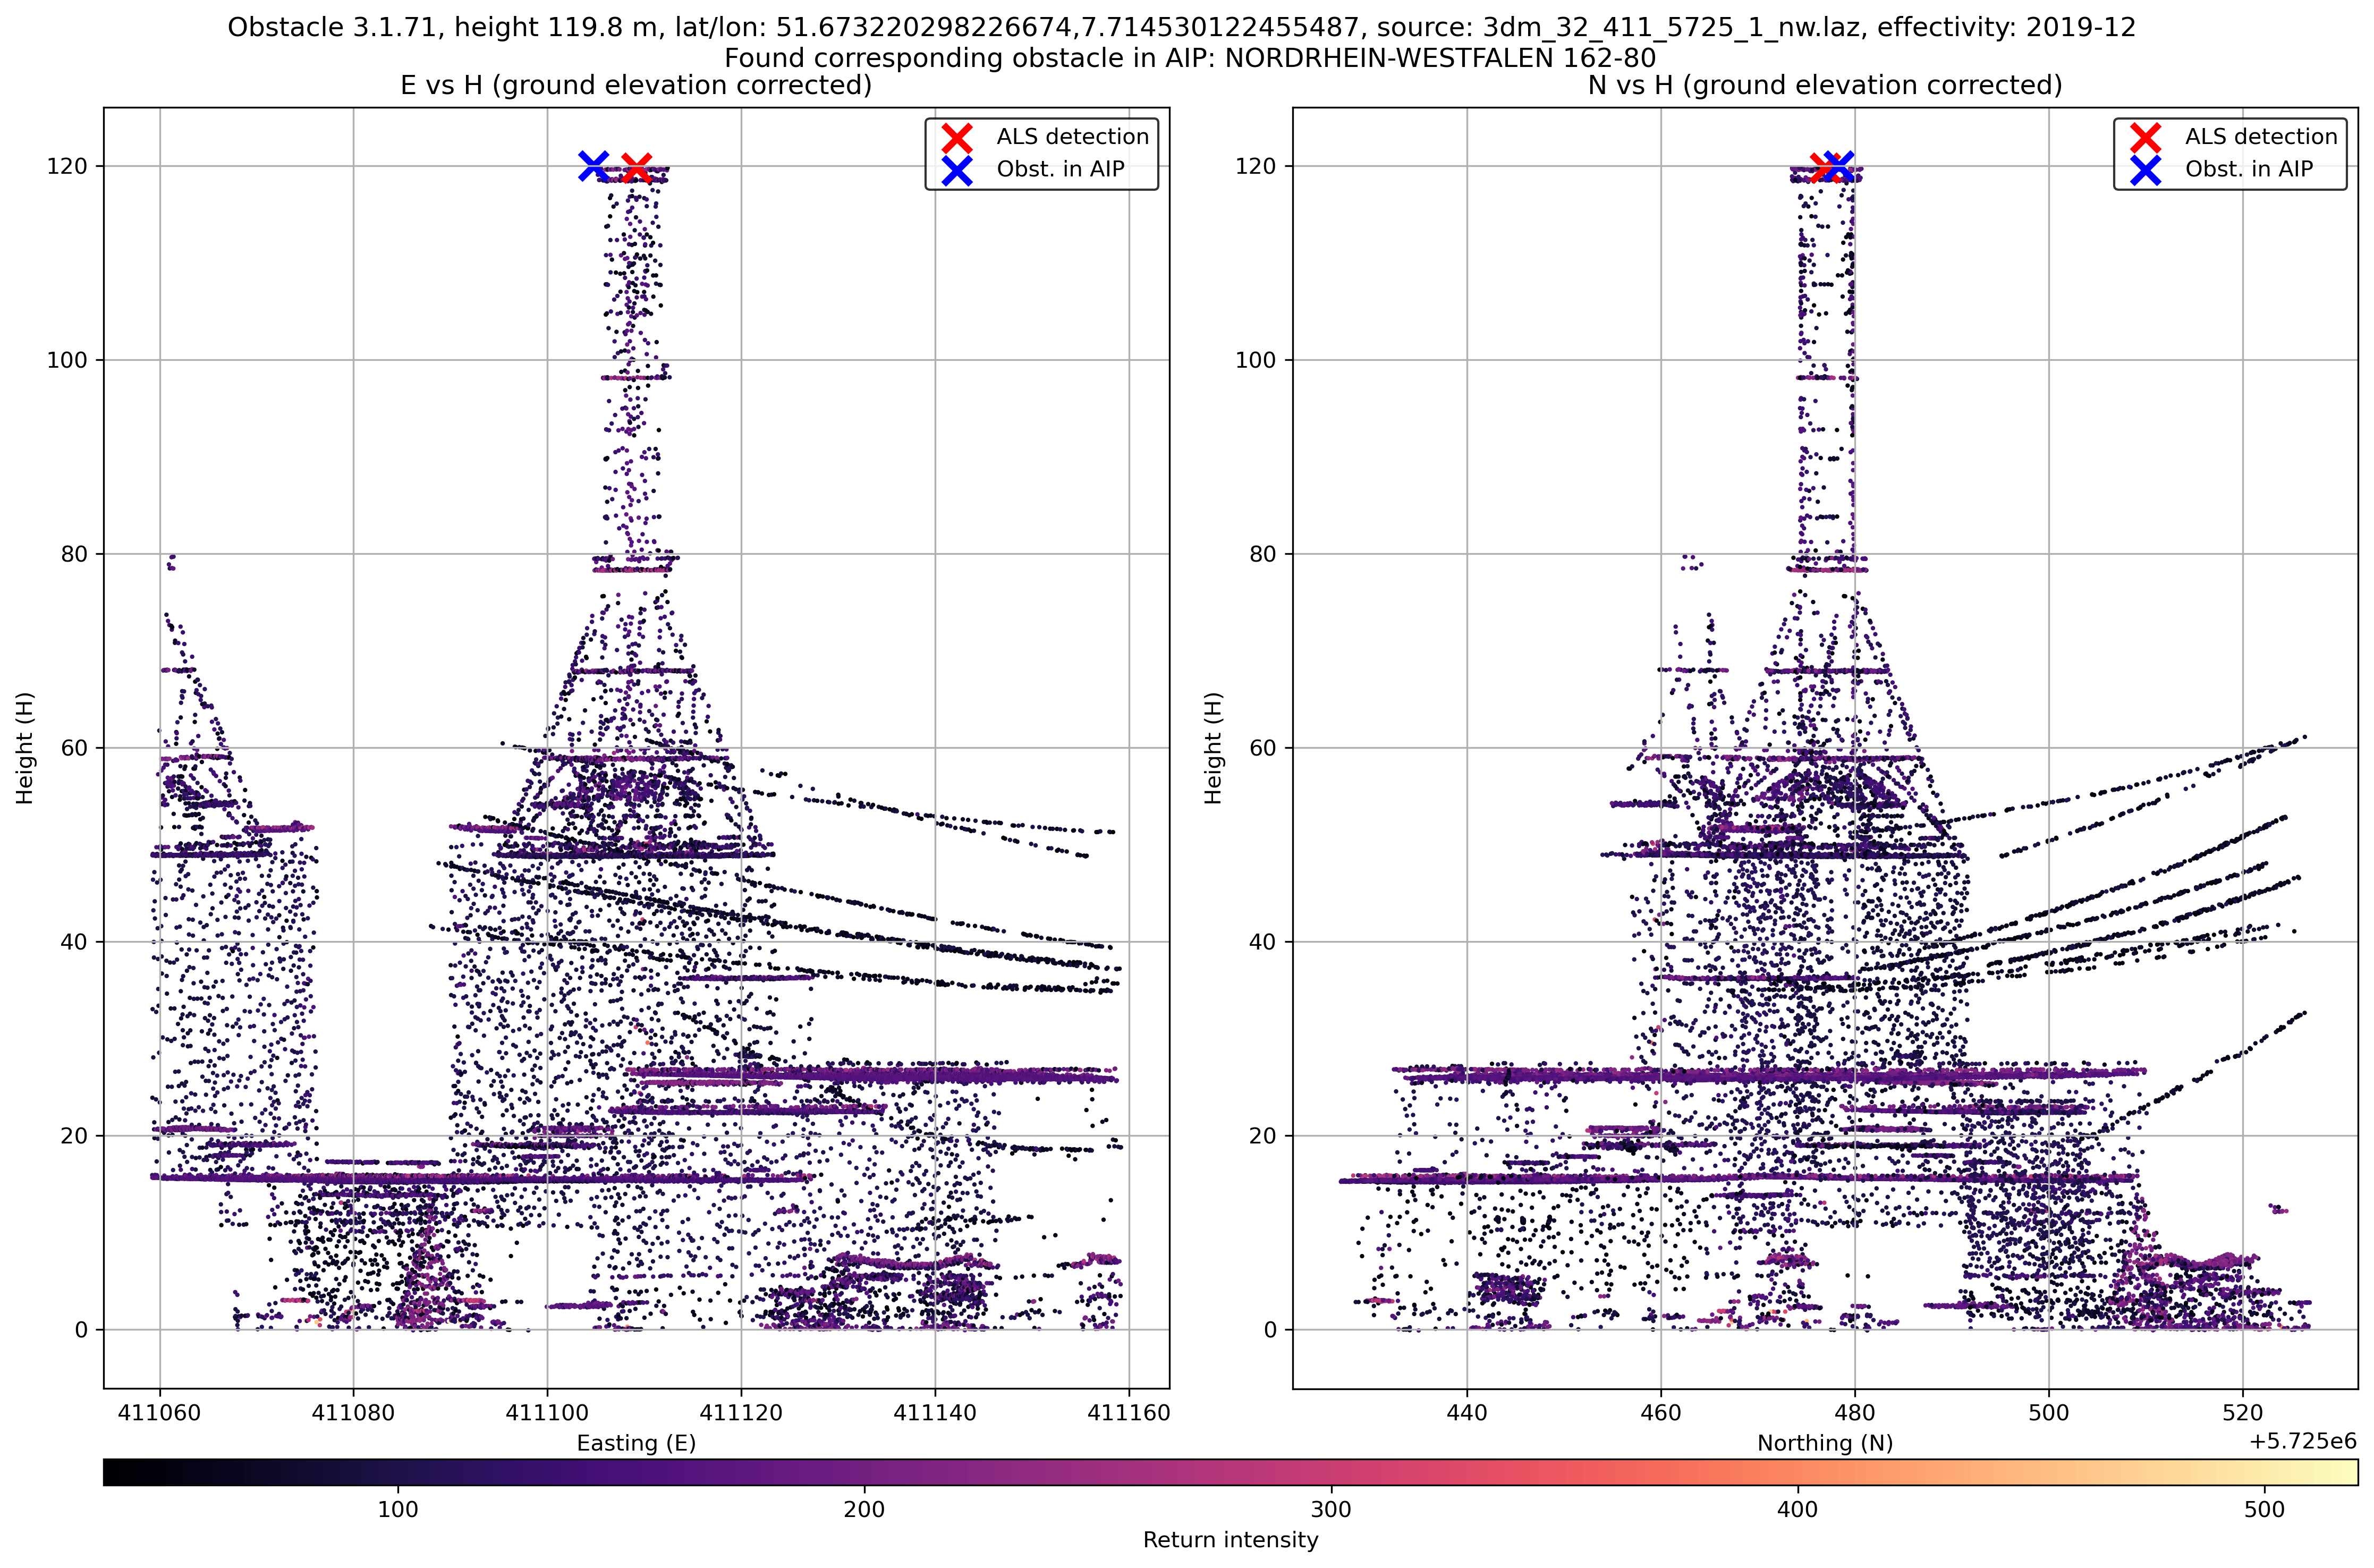 Obstacle 3.1.71, height 119.8 m, lat/lon: 51.673220298226674,7.714530122455487, source: 3dm_32_411_5725_1_nw.laz, effectivity: 2019-12
Found corresponding obstacle in AIP: NORDRHEIN-WESTFALEN 162-80
E vs H (ground elevation corrected)
ALS detection
Obst. in AIP
120
100
80
60
40
20
0
Height (H)
411060 411080 411100 411120 411140 411160
Easting (E)
N vs H (ground elevation corrected)
ALS detection
Obst. in AIP
120
100
80
60
40
20
0
Height (H)
440 460 480 500 520
Northing (N)
+5.725e6
100 200 300 400 500
Return intensity